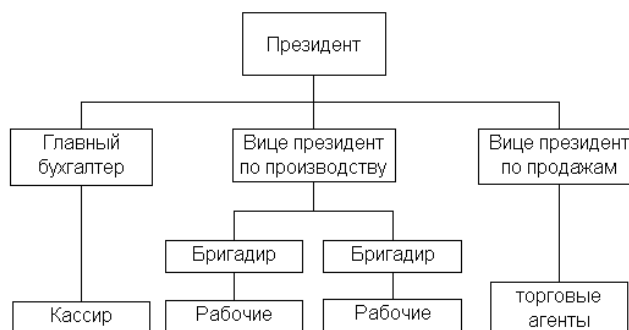 Президент
Главный
бухгалтер
Вице президент
по производству
Вице президент
по продажам
Бригадир
Бригадир
Кассир
Рабочие
Рабочие
торговые
агенты